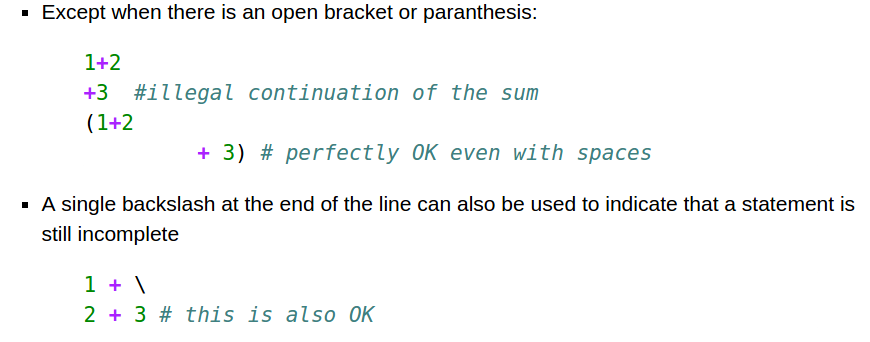 ▪ Except when there is an open bracket or paranthesis:
1+2
+3  #illegal continuation of the sum
(1+2
         + 3) # perfectly OK even with spaces
▪ A single backslash at the end of the line can also be used to indicate that a statement is
still incomplete
1 + \
2 + 3 # this is also OK